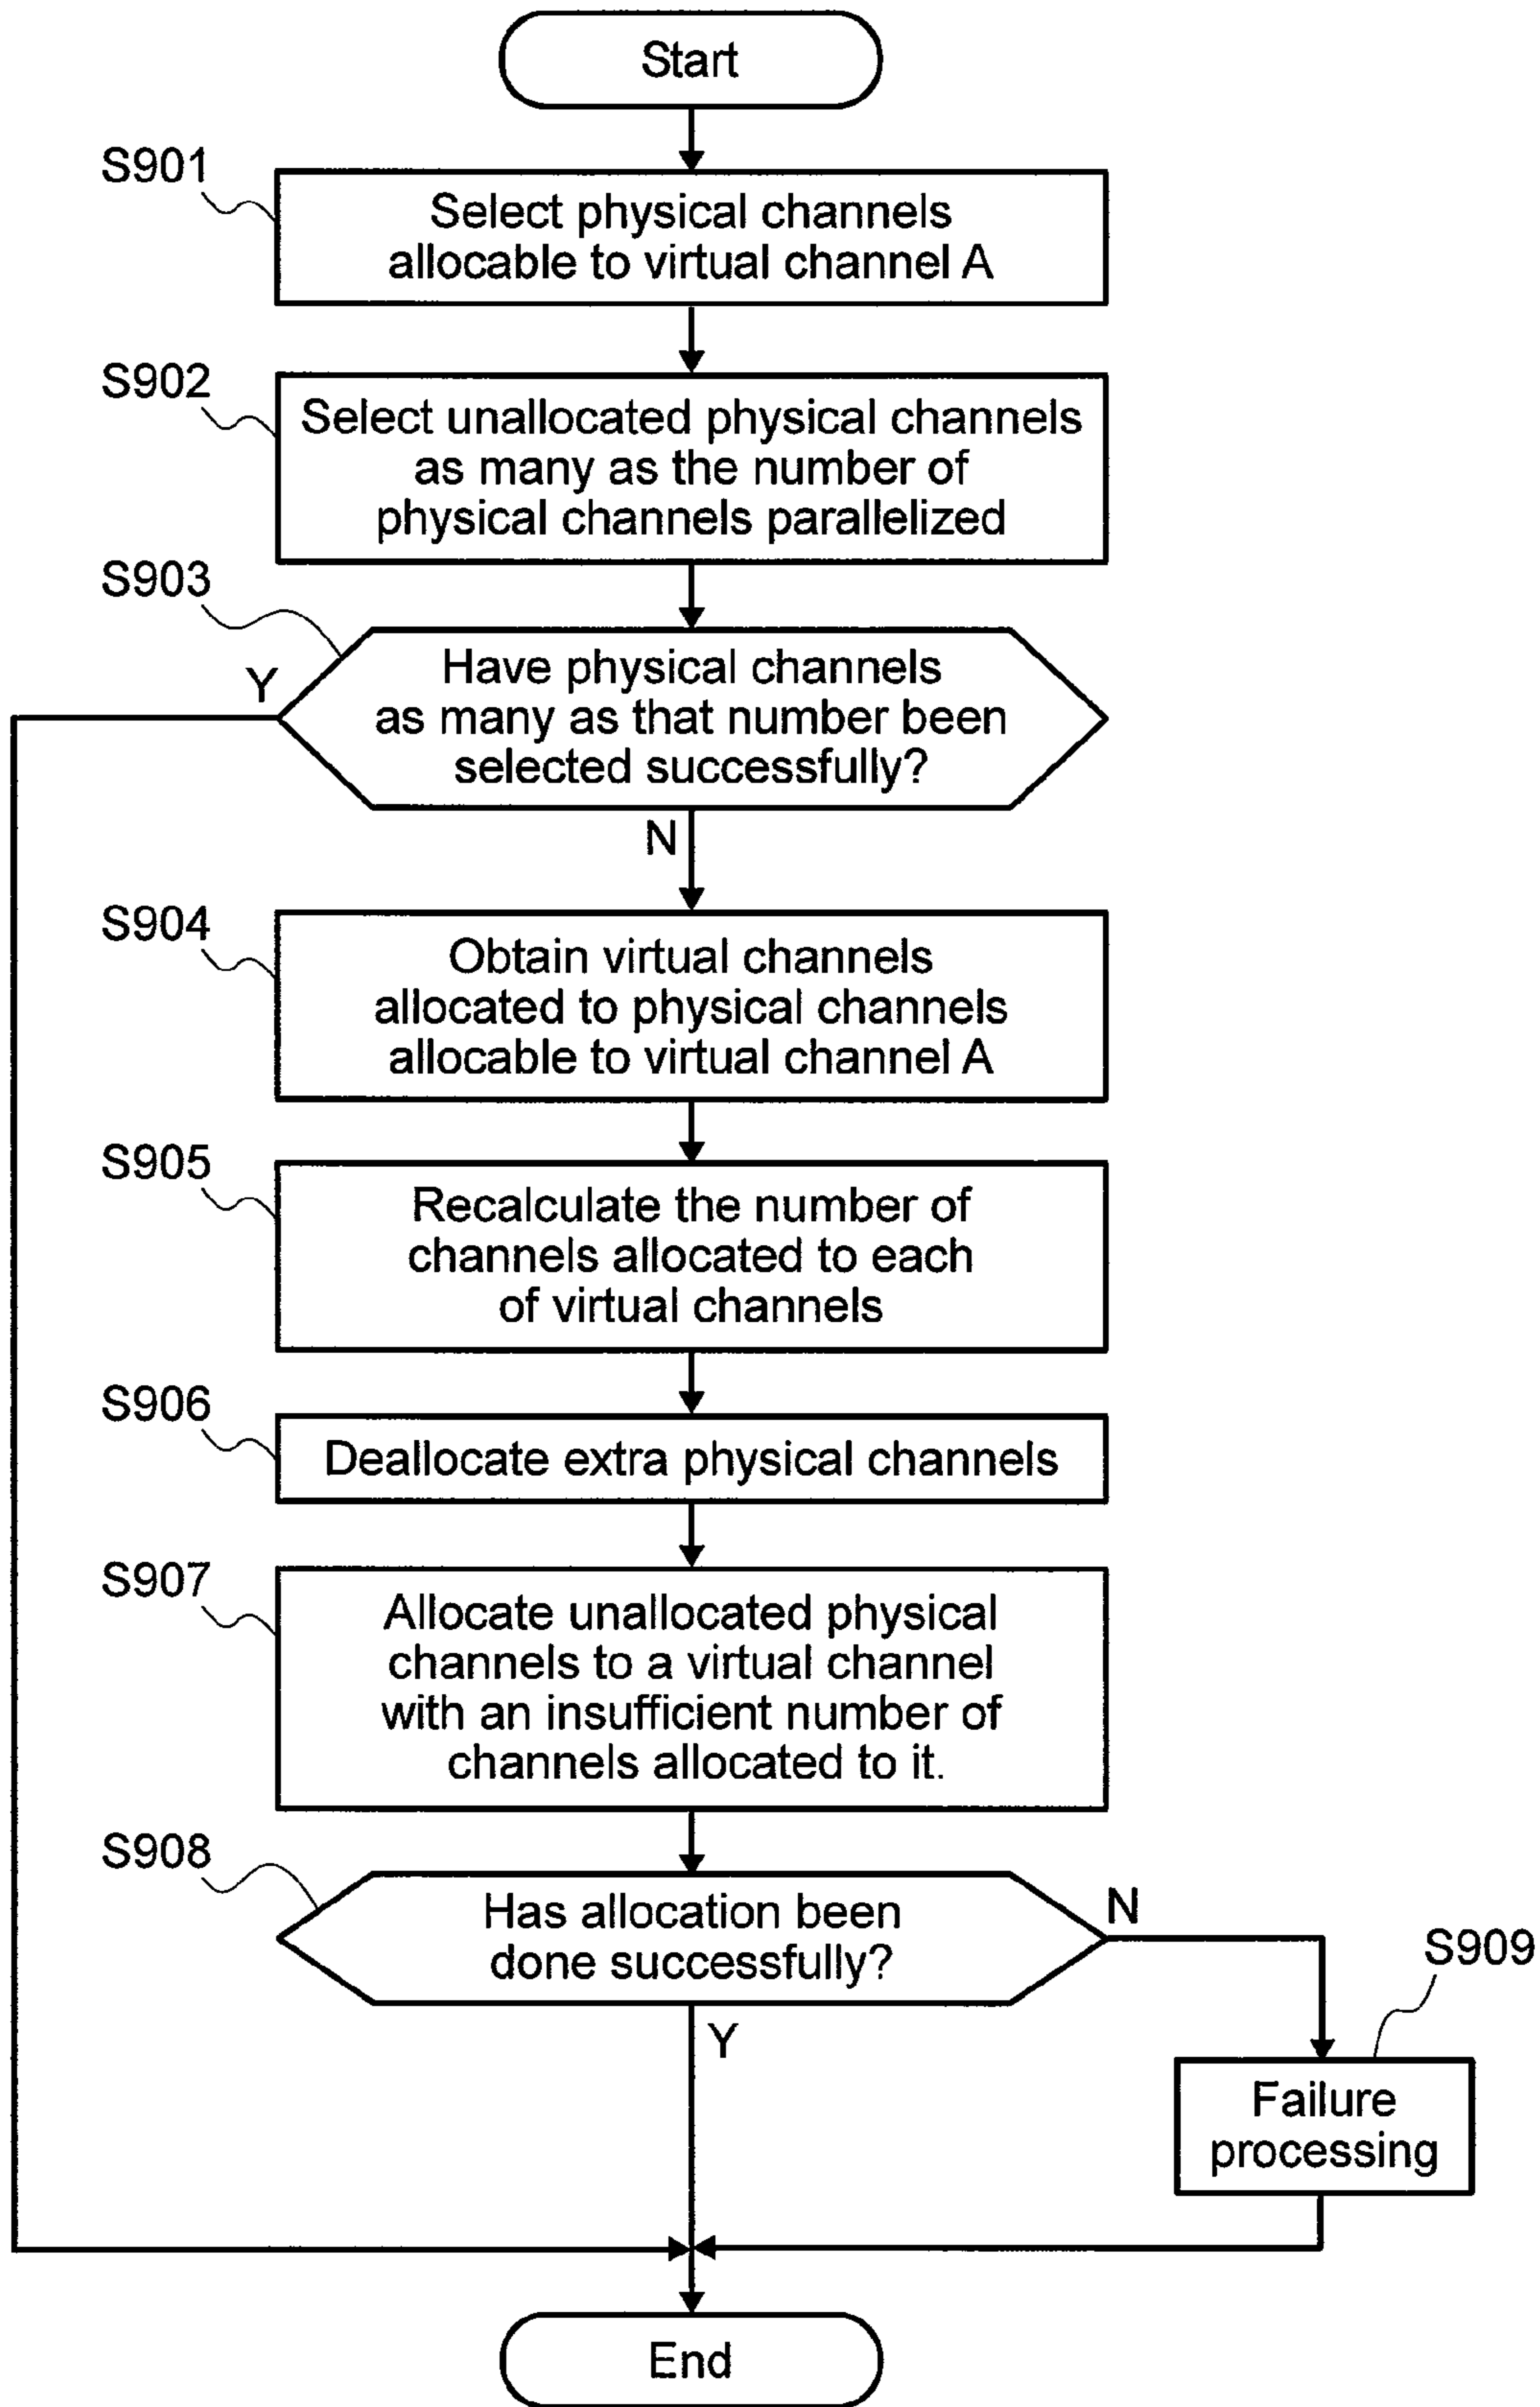 Start
S901
Select physical channels
allocable to virtual channel A
S902
Select unallocated physical channels
as many as the number of
physical channels parallelized
S903
Y
Have physical channels
as many as that number been
selected successfully?
N
S904
Obtain virtual channels
allocated to physical channels
allocable to virtual channel A
S905
Recalculate the number of
channels allocated to each
of virtual channels
S906
Deallocate extra physical channels
S907
Allocate unallocated physical
channels to a virtual channel
with an insufficient number of
channels allocated to it.
S908
Has allocation been
done successfully?
N
S909
Y
Failure
processing
End